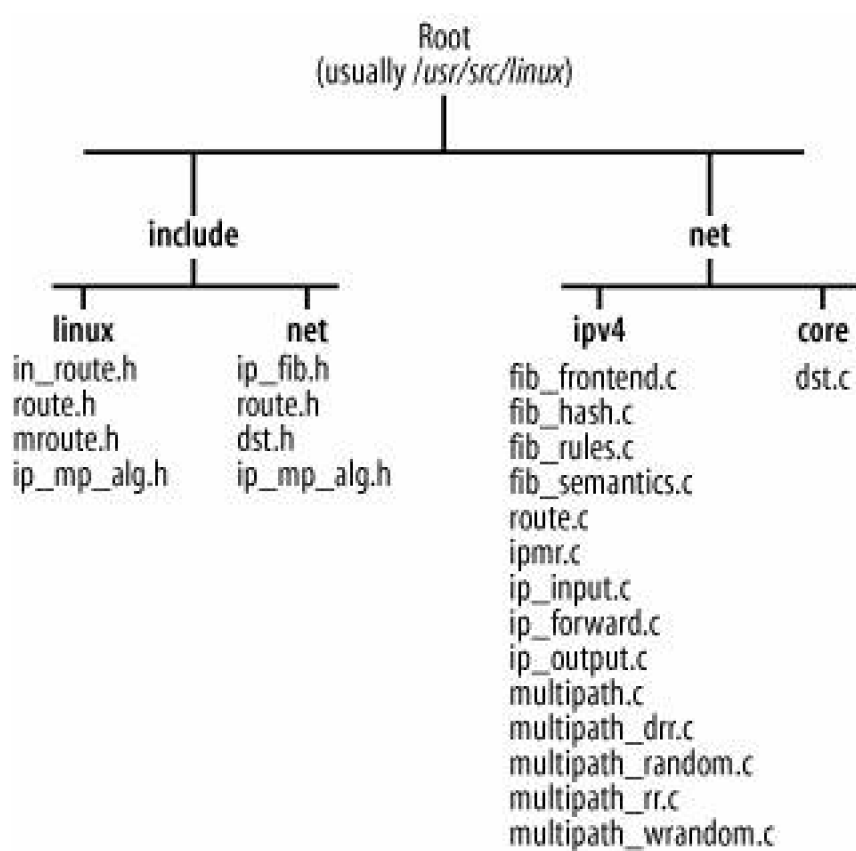 Root
(usually /usr/src/linux)
include
net
linux
in_route.h
route.h
mroute.h
ip_mp_alg.h
net
ip_fib.h
route.h
dst.h
ip_mp_alg.h
ipv4
fib_frontend.c
fib_hash.c
fib_rules.c
fib_semantics.c
route.c
ipmr.c
ip_input.c
ip_forward.c
ip_output.c
multipath.c
multipath_drr.c
multipath_random.c
multipath_rr.c
multipath_wrandom.c
core
dst.c